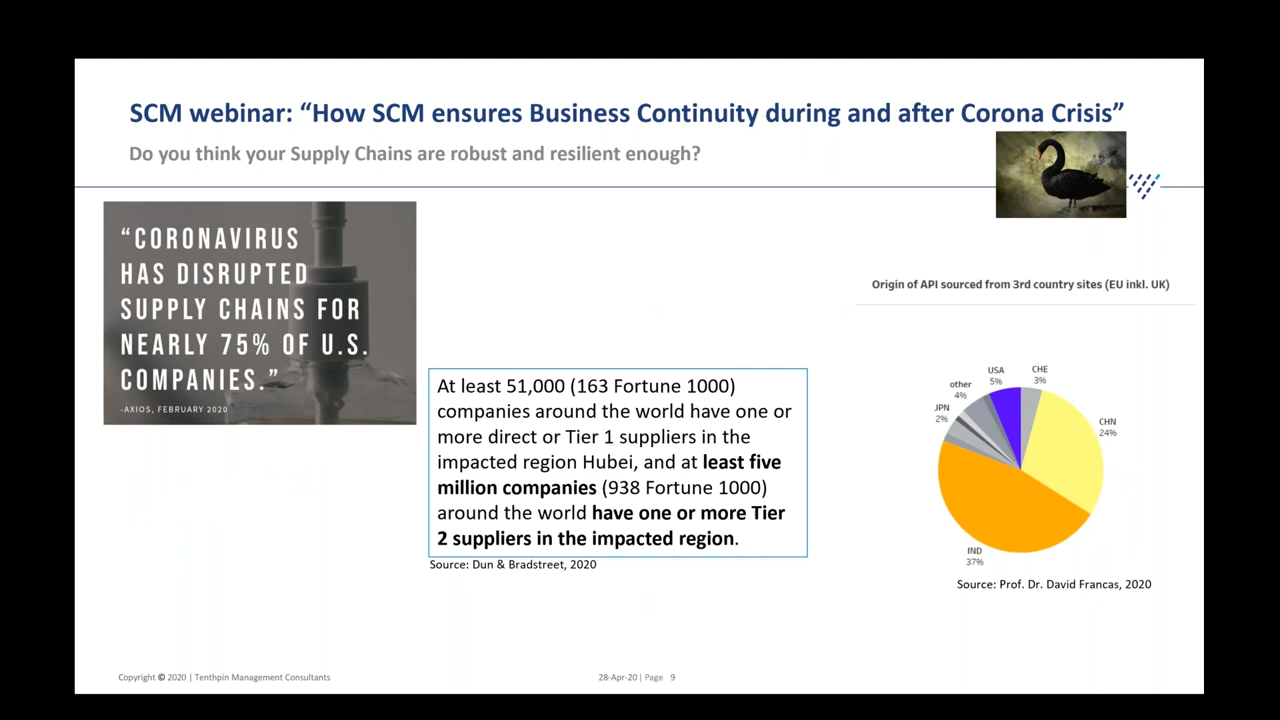 SCM webinar: “How SCM ensures Business Continuity during and after Corona Crisis”
Do you think your Supply Chains are robust and resilient enough?
“CORONAVIRUS
HAS DISRUPTED
SUPPLY CHAINS FOR
NEARLY 75% OF U.S.
COMPANIES.”
-AXIOS, FEBRUARY 2020
At least 51,000 (163 Fortune 1000)
companies around the world have one or
more direct or Tier 1 suppliers in the
impacted region Hubei, and at least five
million companies (938 Fortune 1000)
around the world have one or more Tier
2 suppliers in the impacted region.
Source: Dun & Bradstreet, 2020
Origin of API sourced from 3rd country sites (EU inkl. UK)
USA
5%
CHE
3%
other
4%
JPN
2%
CHN
24%
IND
37%
Source: Prof. Dr. David Francas, 2020
Copyright © 2020 | Tenthpin Management Consultants
28-Apr-20 | Page 9